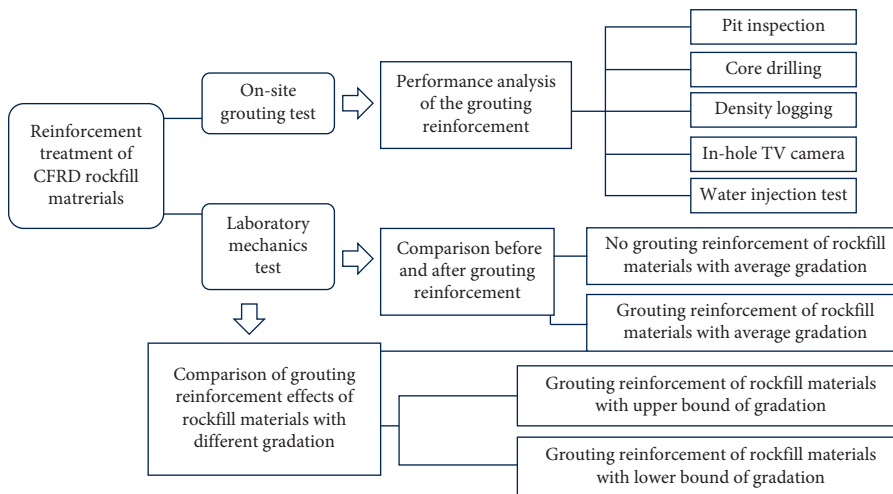 Reinforcement
treatment of
CFRD rockfill
matrerials
On-site
grouting test
Performance analysis
of the grouting
reinforcement
Pit inspection
Core drilling
Density logging
In-hole TV camera
Water injection test
Laboratory
mechanics
test
Comparison before
and after grouting
reinforcement
No grouting reinforcement of rockfill
materials with average gradation
Grouting reinforcement of rockfill
materials with average gradation
Comparison of grouting
reinforcement effects of
rockfill materials with
different gradation
Grouting reinforcement of rockfill materials
with upper bound of gradation
Grouting reinforcement of rockfill materials
with lower bound of gradation